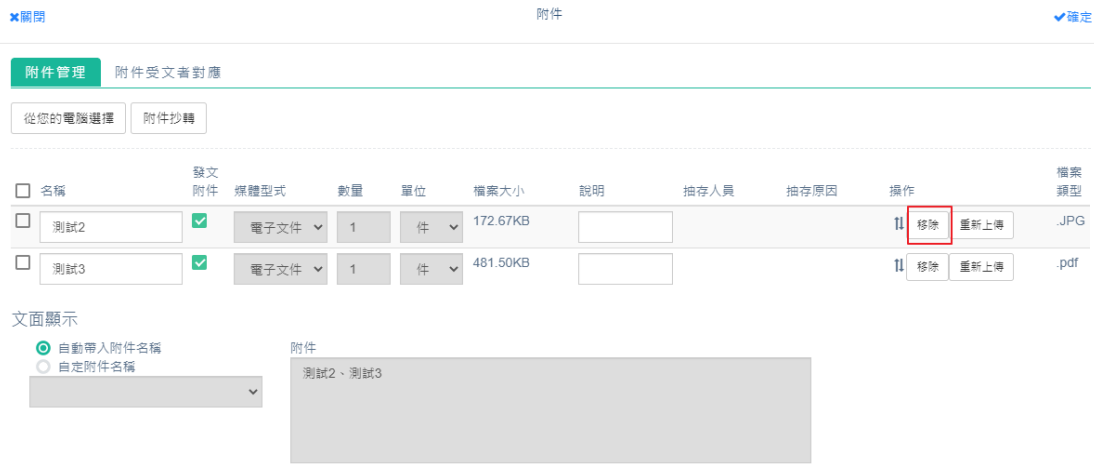 關閉 附件 確定
附件管理 附件受文者對應
從您的電腦選擇 附件抄轉
名稱 發文附件 媒體型式 數量 單位 檔案大小 說明 抽存人員 抽存原因 操作 檔案類型
測試2 電子文件 1 件 172.67KB 移除 重新上傳 .JPG
測試3 電子文件 1 件 481.50KB 移除 重新上傳 .pdf
文面顯示
自動帶入附件名稱 附件
自定附件名稱
測試2、測試3